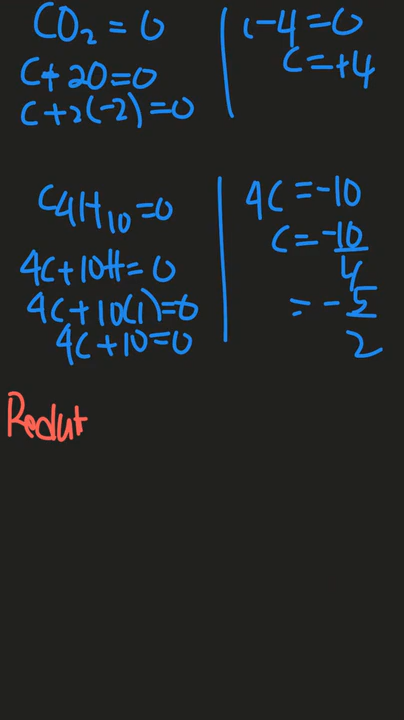 CO₂ = 0
C+2O=0
C+2(-2)=0
C-4=0
C=+4
C4H10=0
4C+10H=0
4C+10(1)=0
4C+10=0
4C=-10
C=-10/4
=-5/2
Redut